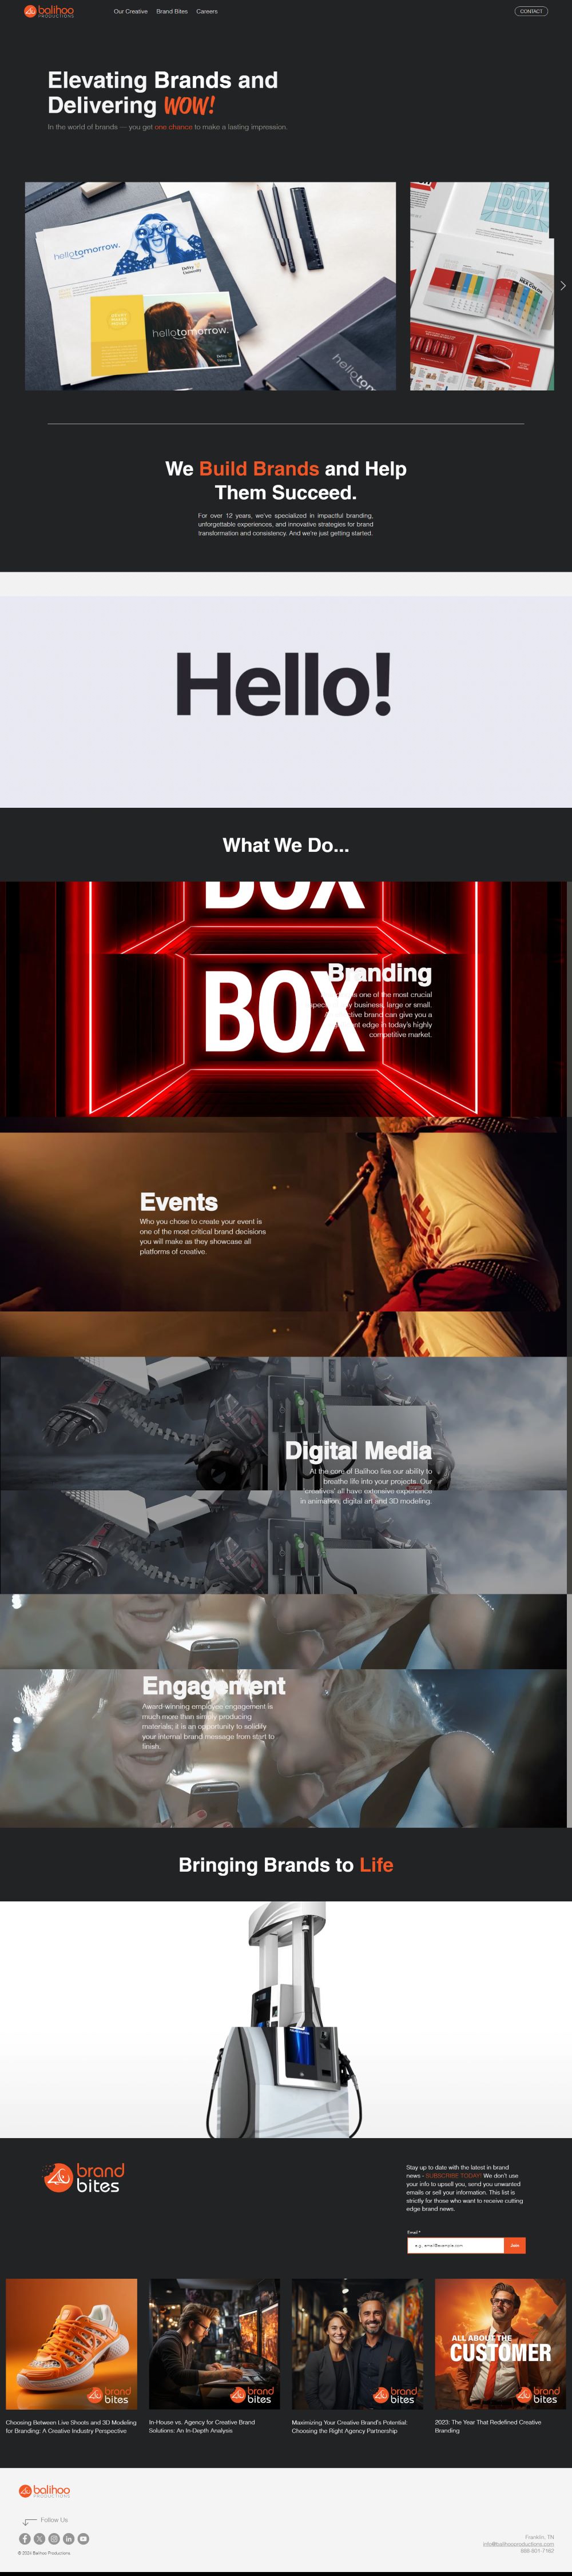 balihoo
PRODUCTIONS
Our Creative
Brand Bites
Careers
CONTACT
Elevating Brands and
Delivering WOW!
In the world of brands — you get one chance to make a lasting impression.
hellotomorrow.
DeVry
University
hellotomorrow.
BOX
We Build Brands and Help
Them Succeed.
For over 12 years, we've specialized in impactful branding,
unforgettable experiences, and innovative strategies for brand
transformation and consistency. And we're just getting started.
Hello!
What We Do...
BOX
BOX
Branding
one of the most crucial
business, large or small.
brand can give you a
edge in today's highly
competitive market.
Events
Who you chose to create your event is
one of the most critical brand decisions
you will make as they showcase all
platforms of creative.
Digital Media
At the core of Balihoo lies our ability to
breathe life into your projects. Our
creatives' all have extensive experience
in animation, digital art and 3D modeling.
Engagement
Award-winning employee engagement is
much more than simply producing
materials; it is an opportunity to solidify
your internal brand message from start to
finish.
Bringing Brands to Life
brand
bites
Stay up to date with the latest in brand
news - SUBSCRIBE TODAY! We don't use
your info to upsell you, send you unwanted
emails or sell your information. This list is
strictly for those who want to receive cutting
edge brand news.
Email *
e.g., email@example.com
Join
brand
bites
brand
bites
brand
bites
ALL ABOUT THE
CUSTOMER
brand
bites
Choosing Between Live Shoots and 3D Modeling
for Branding: A Creative Industry Perspective
In-House vs. Agency for Creative Brand
Solutions: An In-Depth Analysis
Maximizing Your Creative Brand's Potential:
Choosing the Right Agency Partnership
2023: The Year That Redefined Creative
Branding
balihoo
PRODUCTIONS
Follow Us
© 2024 Balihoo Productions
Franklin, TN
info@balihooproductions.com
888-801-7162